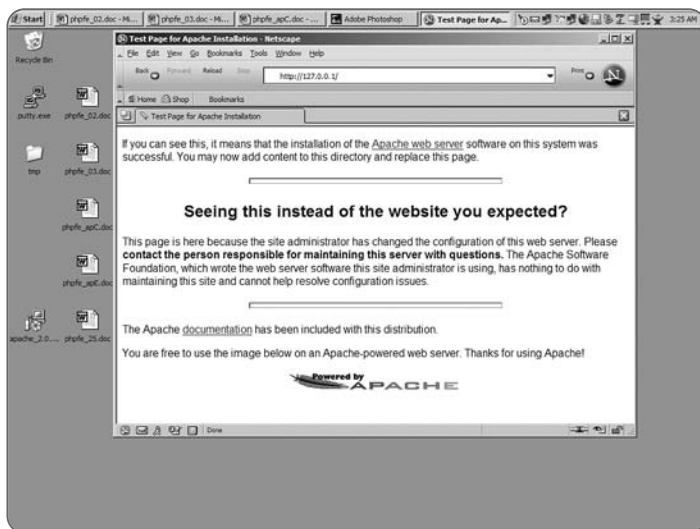 Start phpfe_02.doc - Mi... phpfe_03.doc - Mi... phpfe_apC.doc - ... Adobe Photoshop Test Page for Ap... 3:25 AM
Test Page for Apache Installation - Netscape
File Edit View Go Bookmarks Tools Window Help
Back Forward Reload Stop http://127.0.0.1/ Print N
Home Shop Bookmarks
Test Page for Apache Installation
Recycle Bin
putty.exe phpfe_02.doc
tmp phpfe_03.doc
phpfe_apC.doc
phpfe_apE.doc
apache_2.0.... phpfe_25.doc
If you can see this, it means that the installation of the Apache web server software on this system was
successful. You may now add content to this directory and replace this page.
Seeing this instead of the website you expected?
This page is here because the site administrator has changed the configuration of this web server. Please
contact the person responsible for maintaining this server with questions. The Apache Software
Foundation, which wrote the web server software this site administrator is using, has nothing to do with
maintaining this site and cannot help resolve configuration issues.
The Apache documentation has been included with this distribution.
You are free to use the image below on an Apache-powered web server. Thanks for using Apache!
Powered by
APACHE
Done